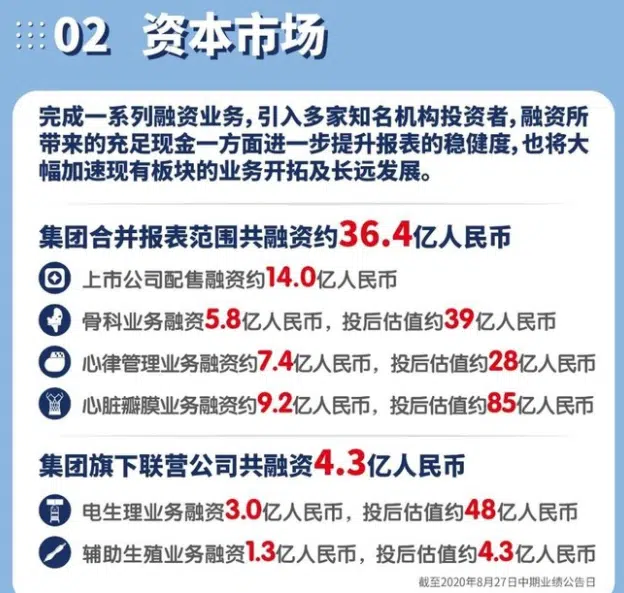 02 资本市场
完成一系列融资业务，引入多家知名机构投资者，融资所
带来的充足现金一方面进一步提升报表的稳健度，也将大
幅加速现有板块的业务开拓及长远发展。
集团合并报表范围共融资约36.4亿人民币
上市公司配售融资约14.0亿人民币
骨科业务融资5.8亿人民币，投后估值约39亿人民币
心律管理业务融资约7.4亿人民币，投后估值约28亿人民币
心脏瓣膜业务融资约9.2亿人民币，投后估值约85亿人民币
集团旗下联营公司共融资4.3亿人民币
电生理业务融资3.0亿人民币，投后估值约48亿人民币
辅助生殖业务融资1.3亿人民币，投后估值约4.3亿人民币
截至2020年8月27日中期业绩公告日